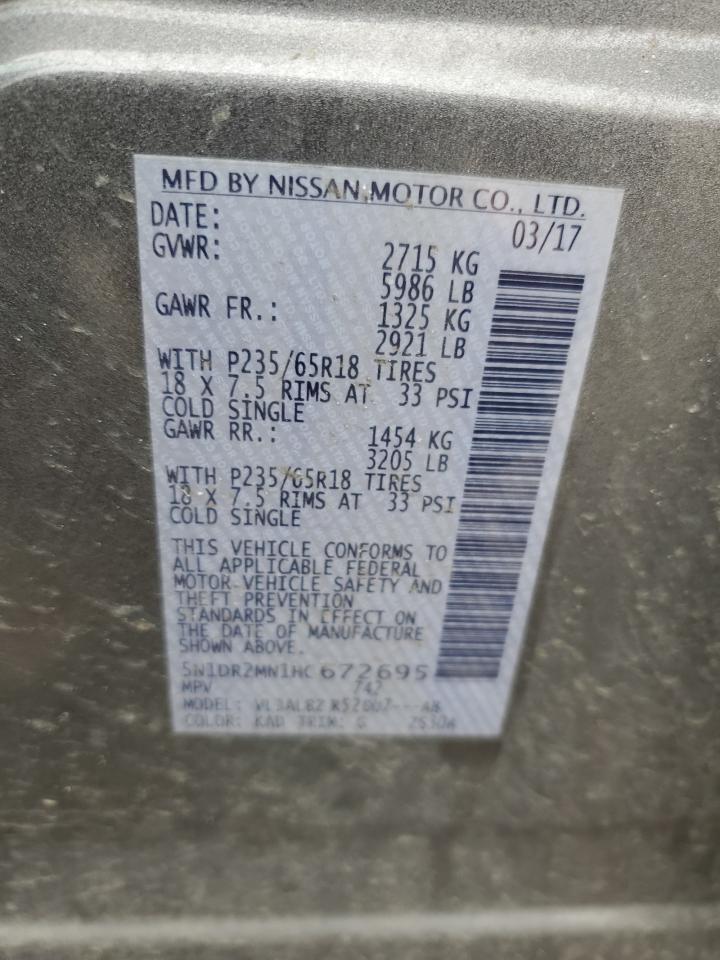 MFD BY NISSAN MOTOR CO., LTD.
DATE: 03/17
GVWR: 2715 KG
5986 LB
GAWR FR.: 1325 KG
2921 LB
WITH P235/65R18 TIRES
18 X 7.5 RIMS AT 33 PSI
COLD SINGLE
GAWR RR.: 1454 KG
3205 LB
WITH P235/65R18 TIRES
18 X 7.5 RIMS AT 33 PSI
COLD SINGLE
THIS VEHICLE CONFORMS TO
ALL APPLICABLE FEDERAL
MOTOR VEHICLE SAFETY AND
THEFT PREVENTION
STANDARDS IN EFFECT ON
THE DATE OF MANUFACTURE
SHOWN ABOVE.
5N1DR2MN1HC 672695
MPV 742
MODEL:
COLOR: KAD TRIM: G